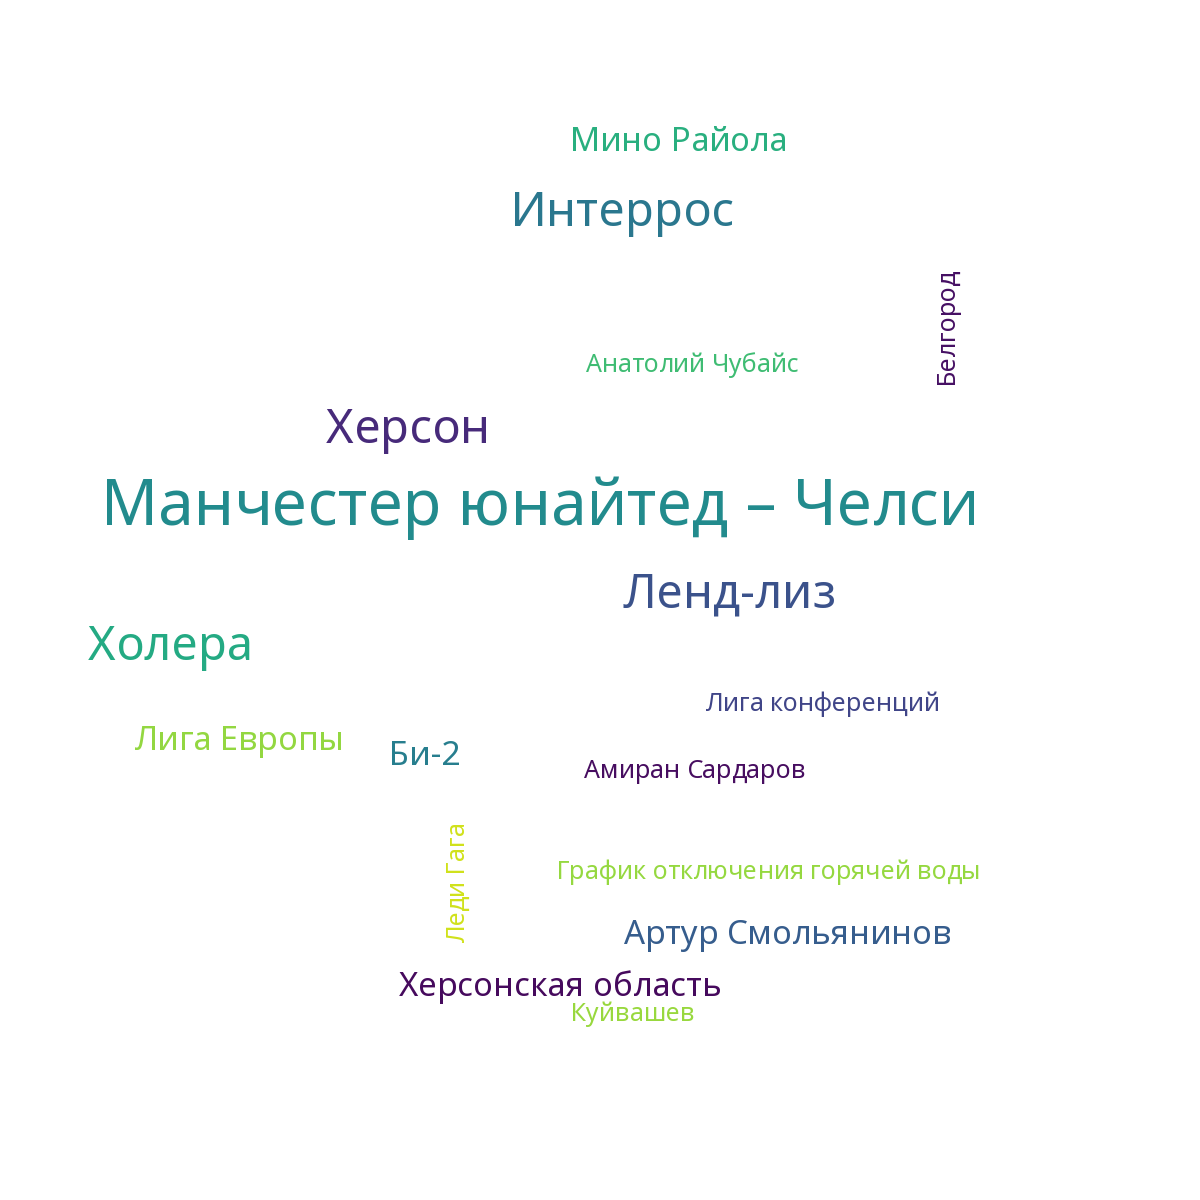 Мино Райола
Интеррос
Белгород
Анатолий Чубайс
Херсон
Манчестер юнайтед – Челси
Ленд-лиз
Холера
Лига конференций
Лига Европы
Би-2
Амиран Сардаров
Леди Гага
График отключения горячей воды
Артур Смольянинов
Херсонская область
Куйвашев